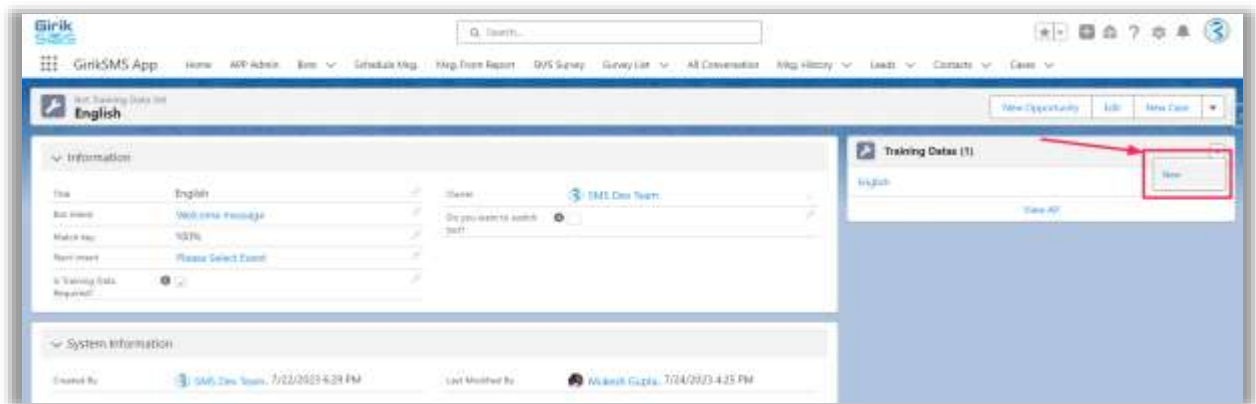 Girik
SMS
Search...
GirikSMS App Home APP Admin Bots Schedule Msg. Msg. From Report SMS Survey Survey List All Conversation Msg. History Leads Contacts Cases
Bot Training Data Set
English
New Opportunity Edit New Case
Information
Title English
Owner SMS Dev Team
Bot Intent Welcome message
Do you want to switch bot?
Match Key 100%
Next Intent Please Select Event
Is Training Data Required?
Training Datas (1)
New
English
View All
System Information
Created By SMS Dev Team, 7/22/2023 6:29 PM
Last Modified By Mukesh Gupta, 7/24/2023 4:25 PM